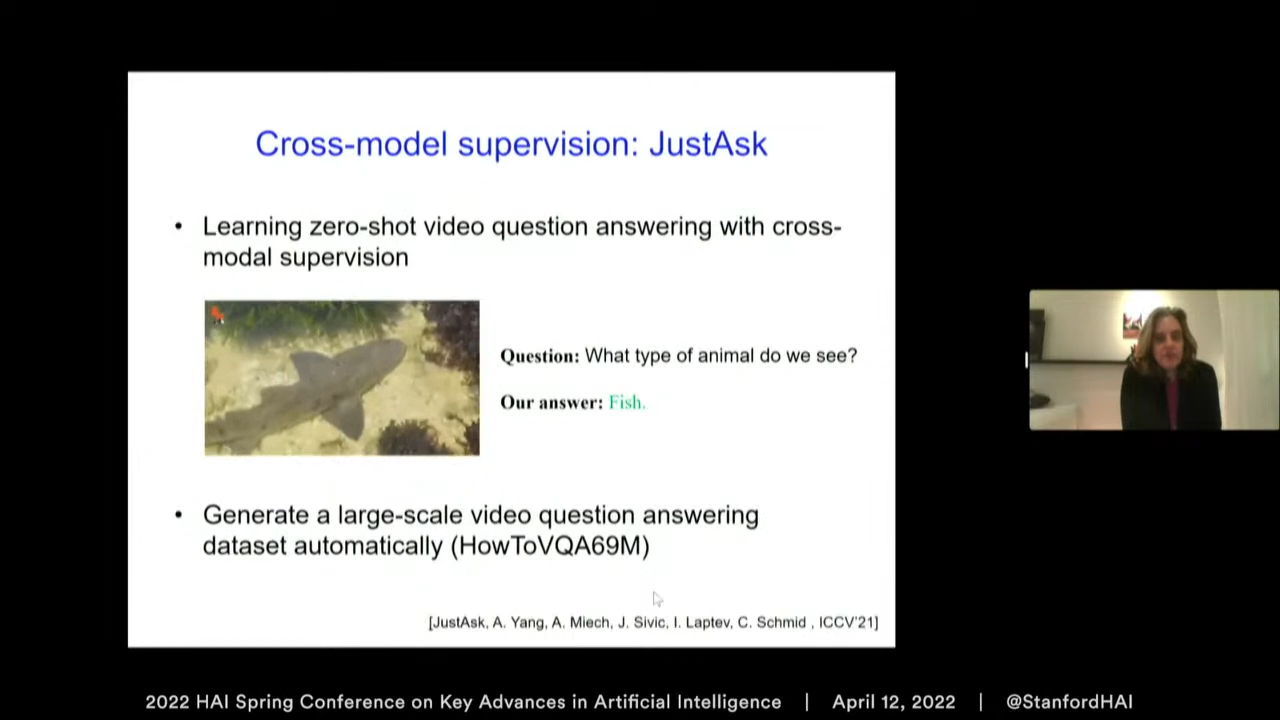 Cross-model supervision: JustAsk
• Learning zero-shot video question answering with cross-
modal supervision
Question: What type of animal do we see?
Our answer: Fish.
• Generate a large-scale video question answering
dataset automatically (HowToVQA69M)
[JustAsk, A. Yang, A. Miech, J. Sivic, I. Laptev, C. Schmid , ICCV'21]
2022 HAI Spring Conference on Key Advances in Artificial Intelligence | April 12, 2022 | @StanfordHAI